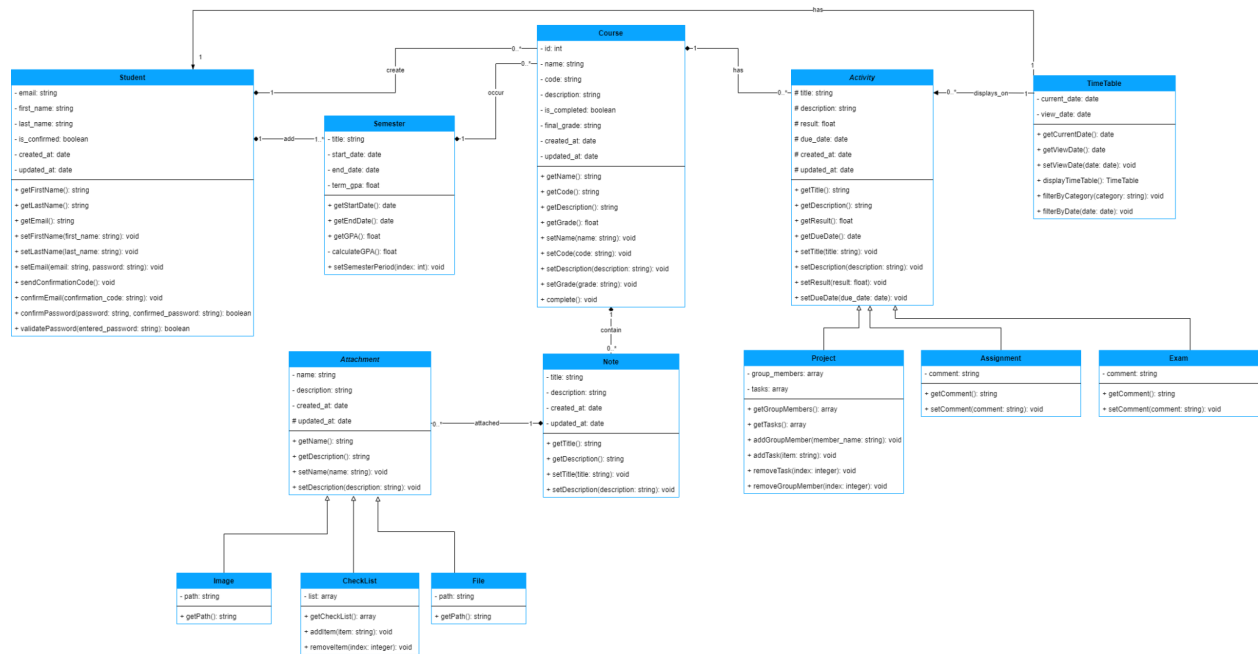 has
1
1
Student
- email: string
- first_name: string
- last_name: string
- is_confirmed: boolean
- created_at: date
- updated_at: date
+ getFirstName(): string
+ getLastName(): string
+ getEmail(): string
+ setFirstName(first_name: string): void
+ setLastName(last_name: string): void
+ setEmail(email: string, password: string): void
+ sendConfirmationCode(): void
+ confirmEmail(confirmation_code: string): void
+ confirmPassword(password: string, confirmed_password: string): boolean
+ validatePassword(entered_password: string): boolean
1
create
0..*
1
add
1..*
Semester
- title: string
- start_date: date
- end_date: date
- term_gpa: float
+ getStartDate(): date
+ getEndDate(): date
+ getGPA(): float
- calculateGPA(): float
+ setSemesterPeriod(index: int): void
1
occur
0..*
Course
- id: int
- name: string
- code: string
- description: string
- is_completed: boolean
- final_grade: string
- created_at: date
- updated_at: date
+ getName(): string
+ getCode(): string
+ getDescription(): string
+ getGrade(): float
+ setName(name: string): void
+ setCode(code: string): void
+ setDescription(description: string): void
+ setGrade(grade: string): void
+ complete(): void
1
has
0..*
Activity
# title: string
# description: string
# result: float
# due_date: date
# created_at: date
# updated_at: date
+ getTitle(): string
+ getDescription(): string
+ getResult(): float
+ getDueDate(): date
+ setTitle(title: string): void
+ setDescription(description: string): void
+ setResult(result: float): void
+ setDueDate(due_date: date): void
0..*
displays_on
1
TimeTable
- current_date: date
- view_date: date
+ getCurrentDate(): date
+ getViewDate(): date
+ setViewDate(date: date): void
+ displayTimeTable(): TimeTable
+ filterByCategory(category: string): void
+ filterByDate(date: date): void
1
contain
0..*
Attachment
- name: string
- description: string
- created_at: date
# updated_at: date
+ getName(): string
+ getDescription(): string
+ setName(name: string): void
+ setDescription(description: string): void
0..*
attached
1
Note
- title: string
- description: string
- created_at: date
- updated_at: date
+ getTitle(): string
+ getDescription(): string
+ setTitle(title: string): void
+ setDescription(description: string): void
Project
- group_members: array
- tasks: array
+ getGroupMembers(): array
+ getTasks(): array
+ addGroupMember(member_name: string): void
+ addTask(item: string): void
+ removeTask(index: integer): void
+ removeGroupMember(index: integer): void
Assignment
- comment: string
+ getComment(): string
+ setComment(comment: string): void
Exam
- comment: string
+ getComment(): string
+ setComment(comment: string): void
Image
- path: string
+ getPath(): string
CheckList
- list: array
+ getCheckList(): array
+ addItem(item: string): void
+ removeItem(index: integer): void
File
- path: string
+ getPath(): string